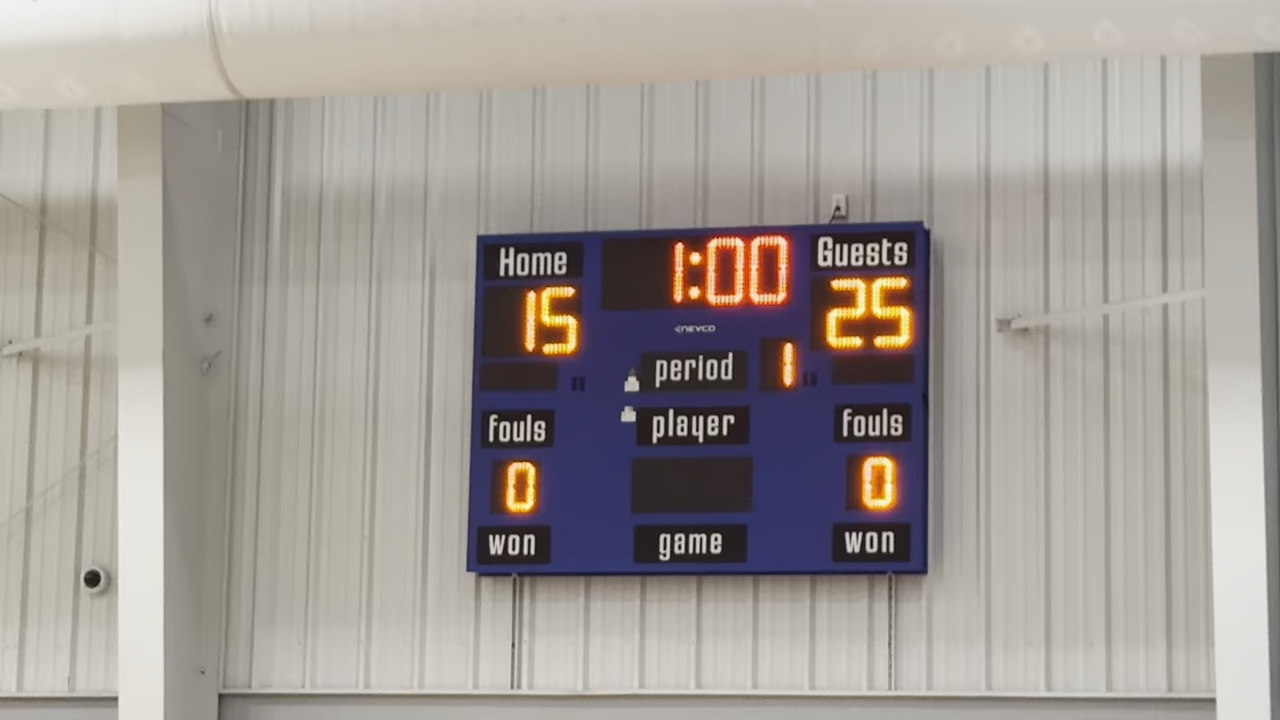 Home 1:00 Guests
15 25
NEVCO
period 1
fouls player fouls
0 0
won game won